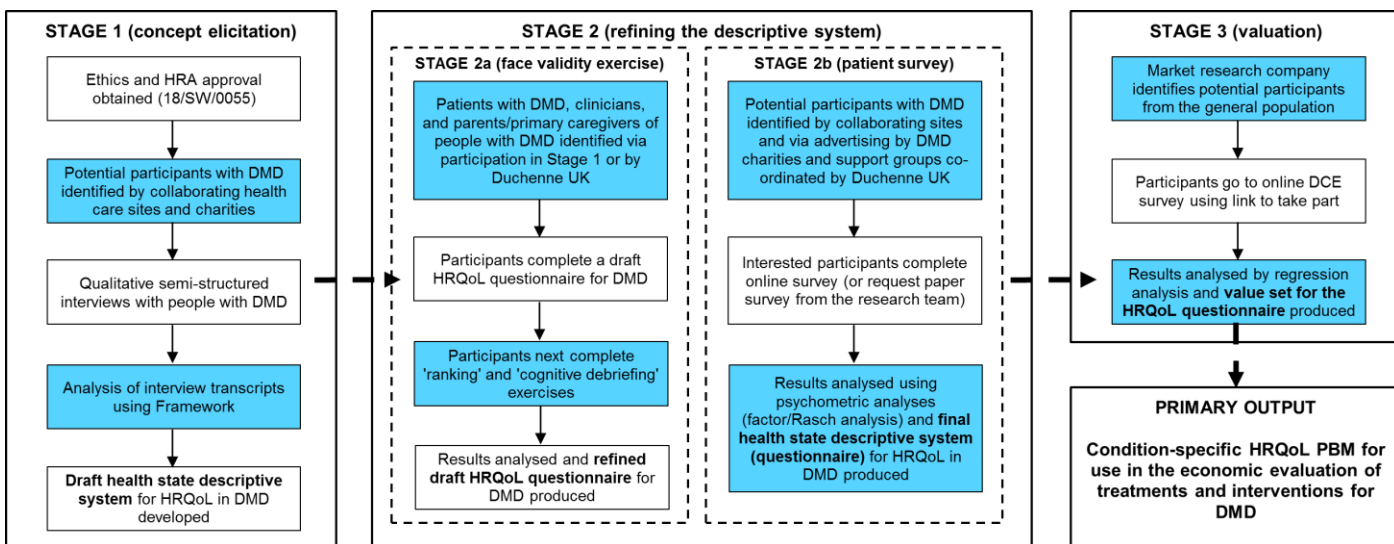 STAGE 1 (concept elicitation)
Ethics and HRA approval
obtained (18/SW/0055)
Potential participants with DMD
identified by collaborating health
care sites and charities
Qualitative semi-structured
interviews with people with DMD
Analysis of interview transcripts
using Framework
Draft health state descriptive
system for HRQoL in DMD
developed
STAGE 2 (refining the descriptive system)
STAGE 2a (face validity exercise)
Patients with DMD, clinicians,
and parents/primary caregivers of
people with DMD identified via
participation in Stage 1 or by
Duchenne UK
Participants complete a draft
HRQoL questionnaire for DMD
Participants next complete
'ranking' and 'cognitive debriefing'
exercises
Results analysed and refined
draft HRQoL questionnaire for
DMD produced
STAGE 2b (patient survey)
Potential participants with DMD
identified by collaborating sites
and via advertising by DMD
charities and support groups co-
ordinated by Duchenne UK
Interested participants complete
online survey (or request paper
survey from the research team)
Results analysed using
psychometric analyses
(factor/Rasch analysis) and final
health state descriptive system
(questionnaire) for HRQoL in
DMD produced
STAGE 3 (valuation)
Market research company
identifies potential participants
from the general population
Participants go to online DCE
survey using link to take part
Results analysed by regression
analysis and value set for the
HRQoL questionnaire produced
PRIMARY OUTPUT
Condition-specific HRQoL PBM for
use in the economic evaluation of
treatments and interventions for
DMD